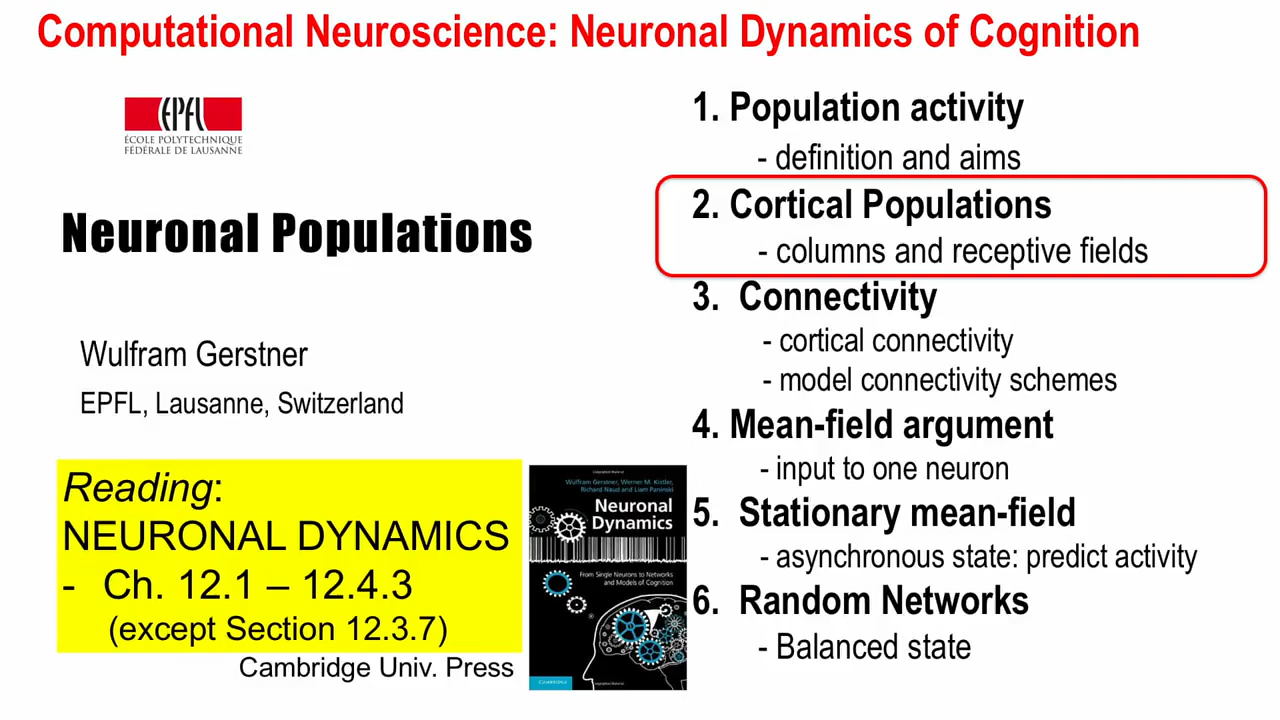 Computational Neuroscience: Neuronal Dynamics of Cognition
EPFL
ÉCOLE POLYTECHNIQUE
FÉDÉRALE DE LAUSANNE
Neuronal Populations
Wulfram Gerstner
EPFL, Lausanne, Switzerland
Reading:
NEURONAL DYNAMICS
- Ch. 12.1 – 12.4.3
(except Section 12.3.7)
Cambridge Univ. Press
Wulfram Gerstner, Werner M. Kistler,
Richard Naud and Liam Paninski
Neuronal
Dynamics
From Single Neurons to Networks
and Models of Cognition
1. Population activity
- definition and aims
2. Cortical Populations
- columns and receptive fields
3. Connectivity
- cortical connectivity
- model connectivity schemes
4. Mean-field argument
- input to one neuron
5. Stationary mean-field
- asynchronous state: predict activity
6. Random Networks
- Balanced state